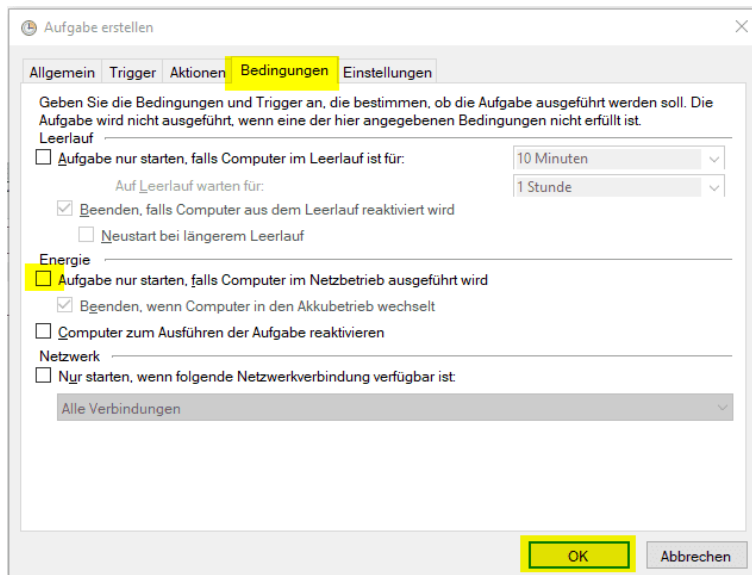 Aufgabe erstellen
Allgemein Trigger Aktionen Bedingungen Einstellungen
Geben Sie die Bedingungen und Trigger an, die bestimmen, ob die Aufgabe ausgeführt werden soll. Die
Aufgabe wird nicht ausgeführt, wenn eine der hier angegebenen Bedingungen nicht erfüllt ist.
Leerlauf
Aufgabe nur starten, falls Computer im Leerlauf ist für: 10 Minuten
Auf Leerlauf warten für: 1 Stunde
Beenden, falls Computer aus dem Leerlauf reaktiviert wird
Neustart bei längerem Leerlauf
Energie
Aufgabe nur starten, falls Computer im Netzbetrieb ausgeführt wird
Beenden, wenn Computer in den Akkubetrieb wechselt
Computer zum Ausführen der Aufgabe reaktivieren
Netzwerk
Nur starten, wenn folgende Netzwerkverbindung verfügbar ist:
Alle Verbindungen
OK Abbrechen